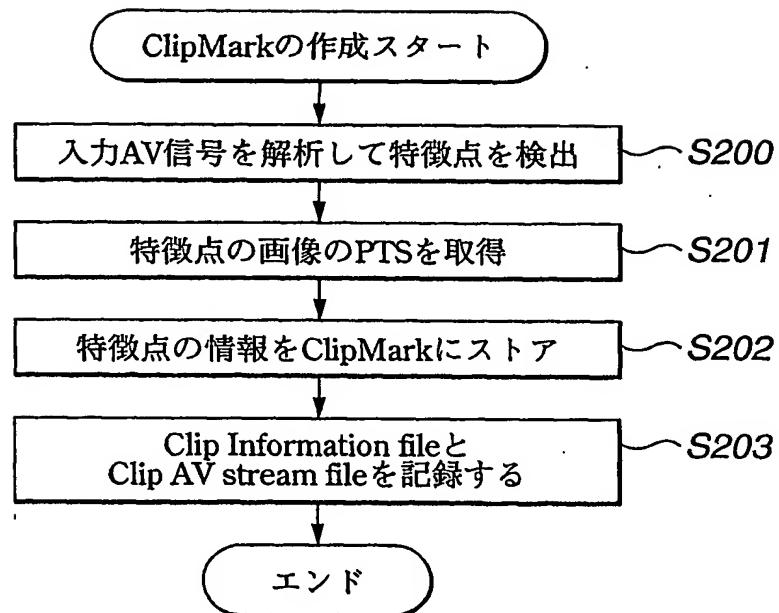 ClipMarkの作成スタート
入力AV信号を解析して特徴点を検出
S200
特徴点の画像のPTSを取得
S201
特徴点の情報をClipMarkにストア
S202
Clip Information fileと
Clip AV stream fileを記録する
S203
エンド